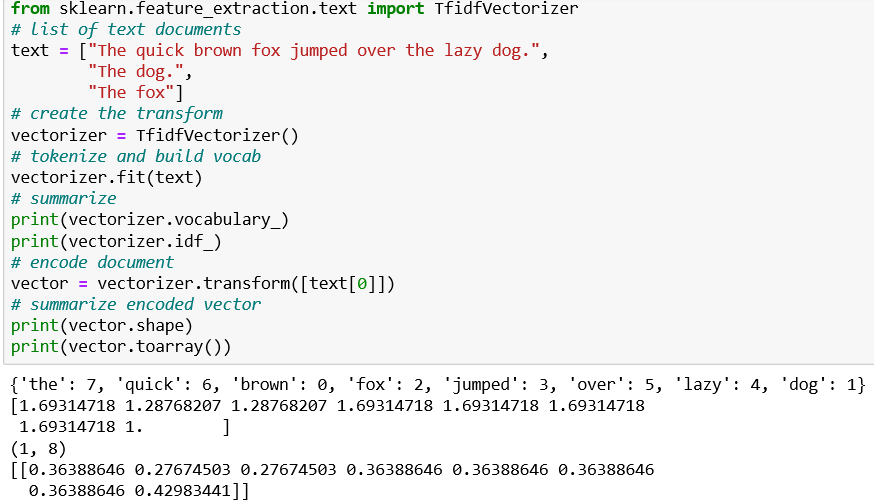 from sklearn.feature_extraction.text import TfidfVectorizer
# list of text documents
text = ["The quick brown fox jumped over the lazy dog.",
        "The dog.",
        "The fox"]
# create the transform
vectorizer = TfidfVectorizer()
# tokenize and build vocab
vectorizer.fit(text)
# summarize
print(vectorizer.vocabulary_)
print(vectorizer.idf_)
# encode document
vector = vectorizer.transform([text[0]])
# summarize encoded vector
print(vector.shape)
print(vector.toarray())
{'the': 7, 'quick': 6, 'brown': 0, 'fox': 2, 'jumped': 3, 'over': 5, 'lazy': 4, 'dog': 1}
[1.69314718 1.28768207 1.28768207 1.69314718 1.69314718 1.69314718
 1.69314718 1.        ]
(1, 8)
[[0.36388646 0.27674503 0.27674503 0.36388646 0.36388646 0.36388646
  0.36388646 0.42983441]]